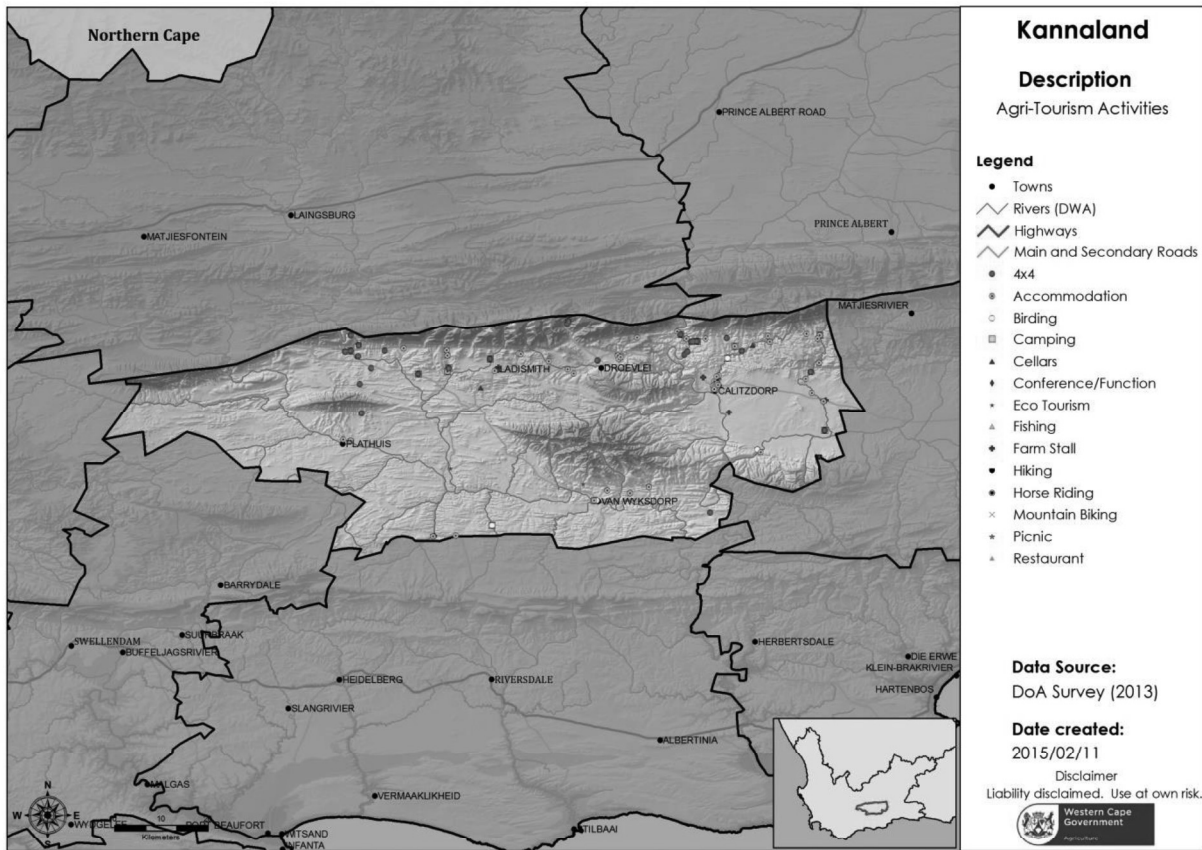 Northern Cape
PRINCE ALBERT ROAD
LAINGSBURG
MATJIESFONTEIN
PRINCE ALBERT
MATJIESRIVIER
LADISMITH
DROEVLEI
CALITZDORP
PLATHUIS
VAN WYKSDORP
BARRYDALE
SUURBRAAK
SWELLENDAM
BUFFELJAGSRIVIER
HERBERTSDALE
DIE ERWE
KLEIN-BRAKRIVIER
HARTENBOS
HEIDELBERG
RIVERSDALE
SLANGRIVIER
ALBERTINIA
MALGAS
VERMAAKLIKHEID
N
W
E
S
10
Kilometers
PORT BEAUFORT
WITSAND
INFANTA
STILBAAI
Kannaland
Description
Agri-Tourism Activities
Legend
Towns
Rivers (DWA)
Highways
Main and Secondary Roads
4x4
Accommodation
Birding
Camping
Cellars
Conference/Function
Eco Tourism
Fishing
Farm Stall
Hiking
Horse Riding
Mountain Biking
Picnic
Restaurant
Data Source:
DoA Survey (2013)
Date created:
2015/02/11
Disclaimer
Liability disclaimed. Use at own risk.
Western Cape
Government
Agriculture